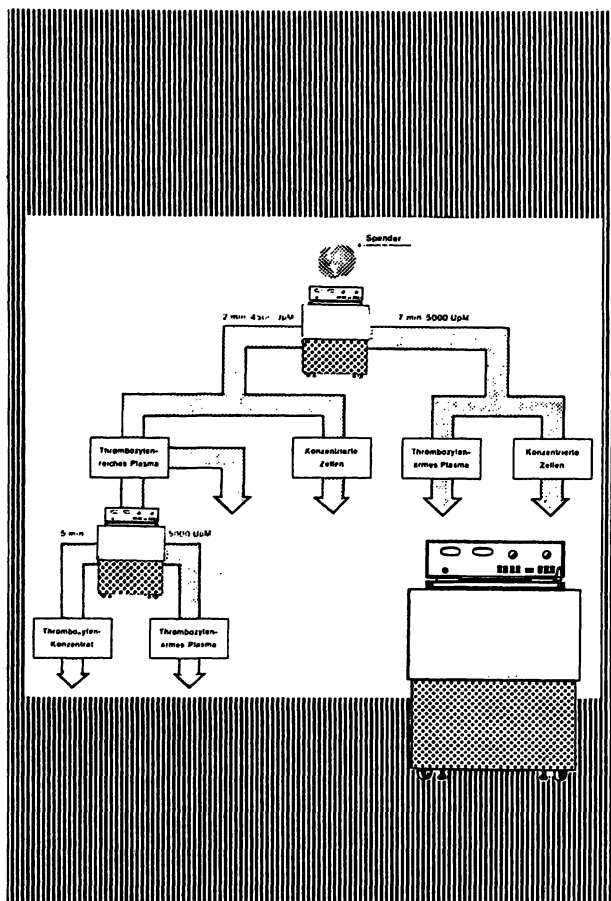 Spender
2 min
7 min 5000 UpM
Thrombozyten-
reiches Plasma
Konzentrierte
Zellen
Thrombozyten-
armes Plasma
Konzentrierte
Zellen
5 min
5000 UpM
Thrombozyten-
Konzentrat
Thrombozyten-
armes Plasma